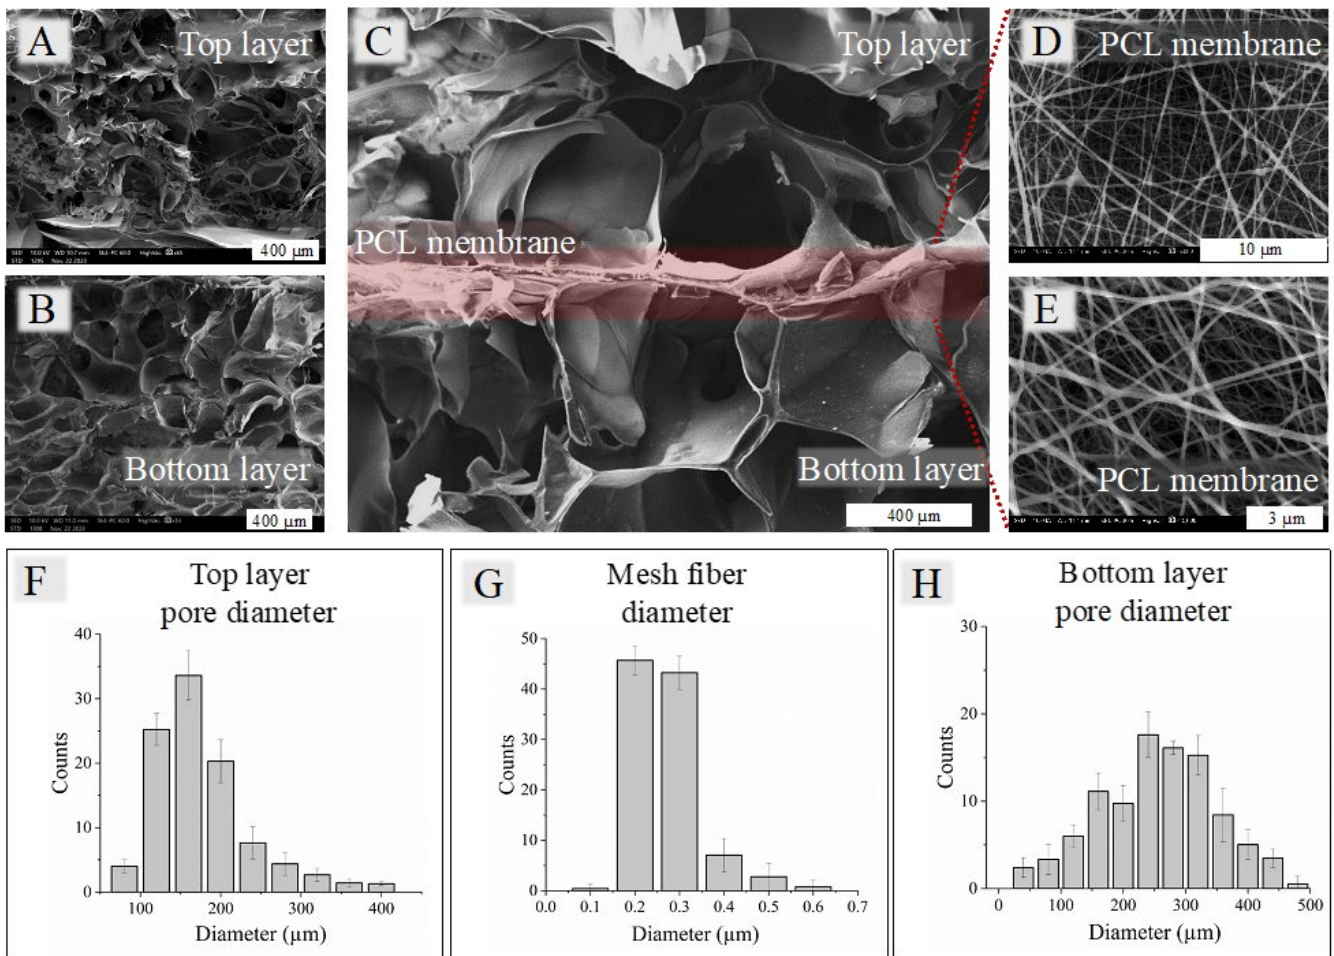 A
Top layer
400 μm
B
Bottom layer
400 μm
C
Top layer
PCL membrane
Bottom layer
400 μm
D
PCL membrane
10 μm
E
PCL membrane
3 μm
F
Top layer
pore diameter
40
30
20
10
0
Counts
100 200 300 400
Diameter (μm)
G
Mesh fiber
diameter
50
40
30
20
10
0
Counts
0.0 0.1 0.2 0.3 0.4 0.5 0.6 0.7
Diameter (μm)
H
Bottom layer
pore diameter
30
20
10
0
Counts
0 100 200 300 400 500
Diameter (μm)